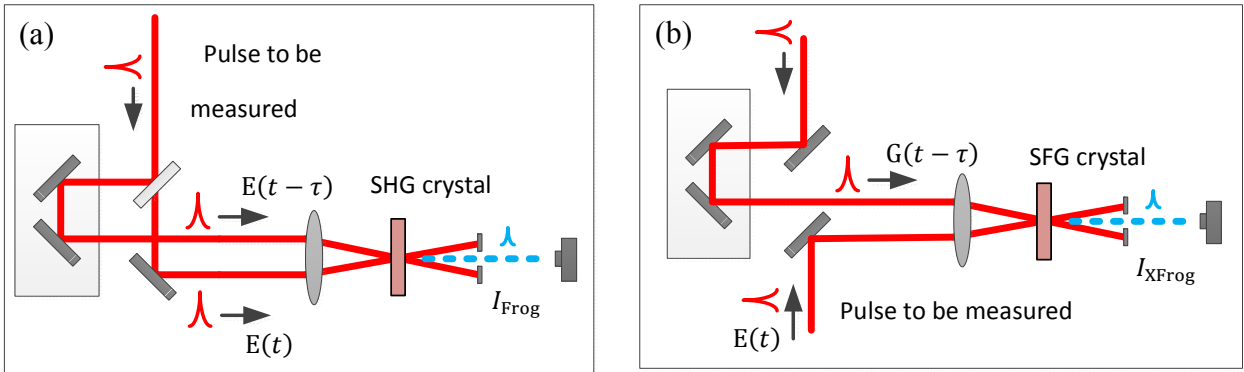 (a)
Pulse to be
measured
E(t − τ)
SHG crystal
I_Frog
E(t)
(b)
G(t − τ)
SFG crystal
I_XFrog
Pulse to be measured
E(t)